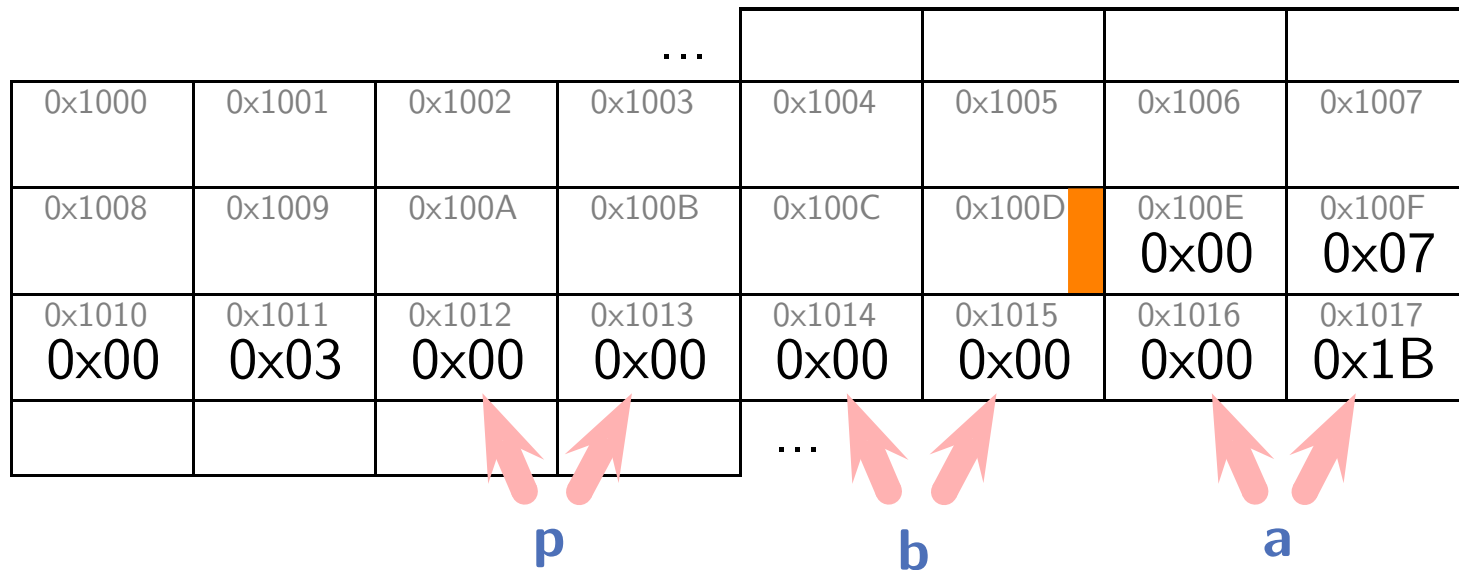 ...
0x1000 0x1001 0x1002 0x1003 0x1004 0x1005 0x1006 0x1007
0x1008 0x1009 0x100A 0x100B 0x100C 0x100D 0x100E 0x100F
0x00 0x07
0x1010 0x1011 0x1012 0x1013 0x1014 0x1015 0x1016 0x1017
0x00 0x03 0x00 0x00 0x00 0x00 0x00 0x1B
...
p b a